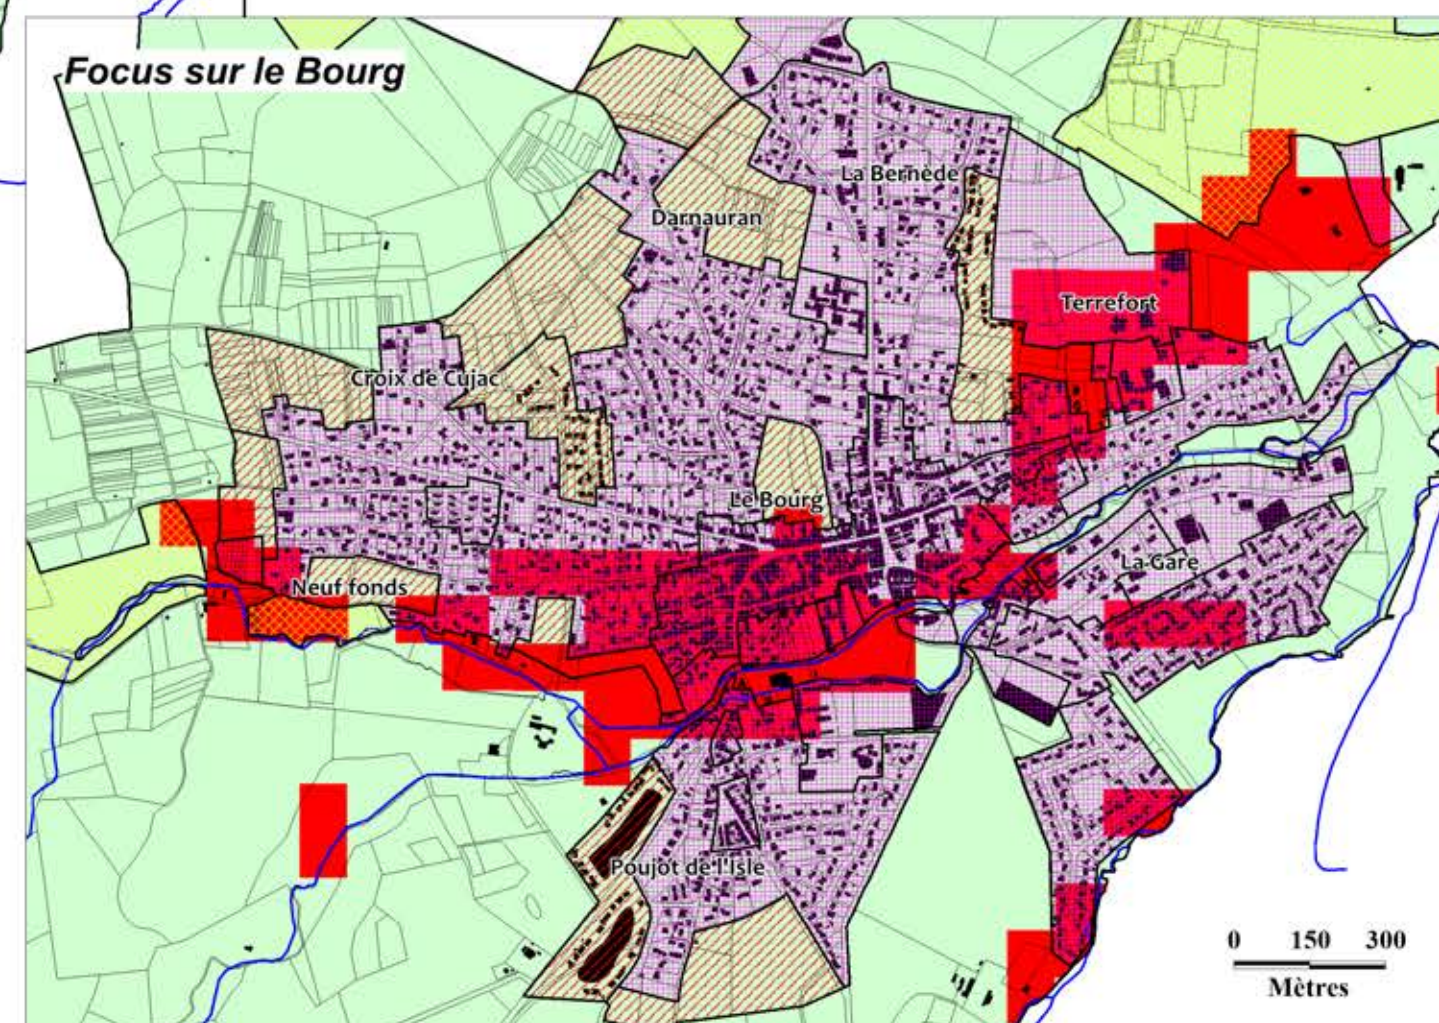 Focus sur le Bourg
La Bernède
Darnauran
Terrefort
Croix de Cujac
Le Bourg
La Gare
Neuf fonds
Poujot de l'Isle
0 150 300
Mètres